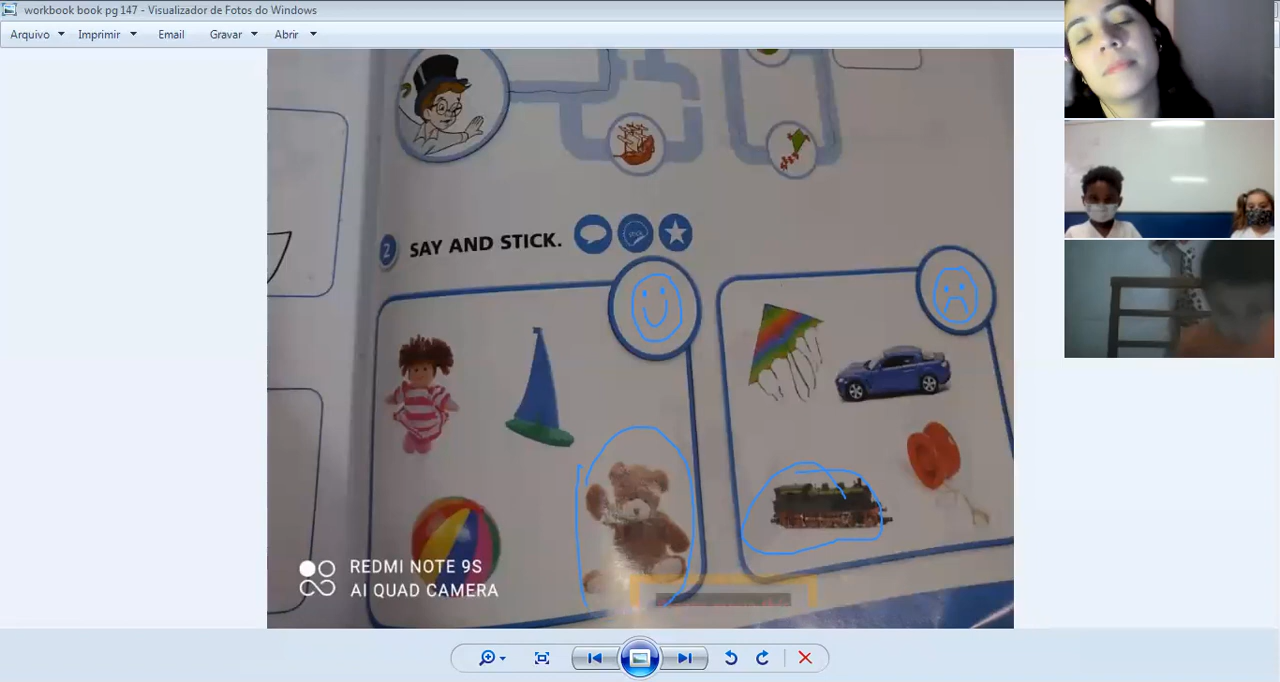 workbook book pg 147 - Visualizador de Fotos do Windows
Arquivo Imprimir Email Gravar Abrir
2 SAY AND STICK.
REDMI NOTE 9S
AI QUAD CAMERA